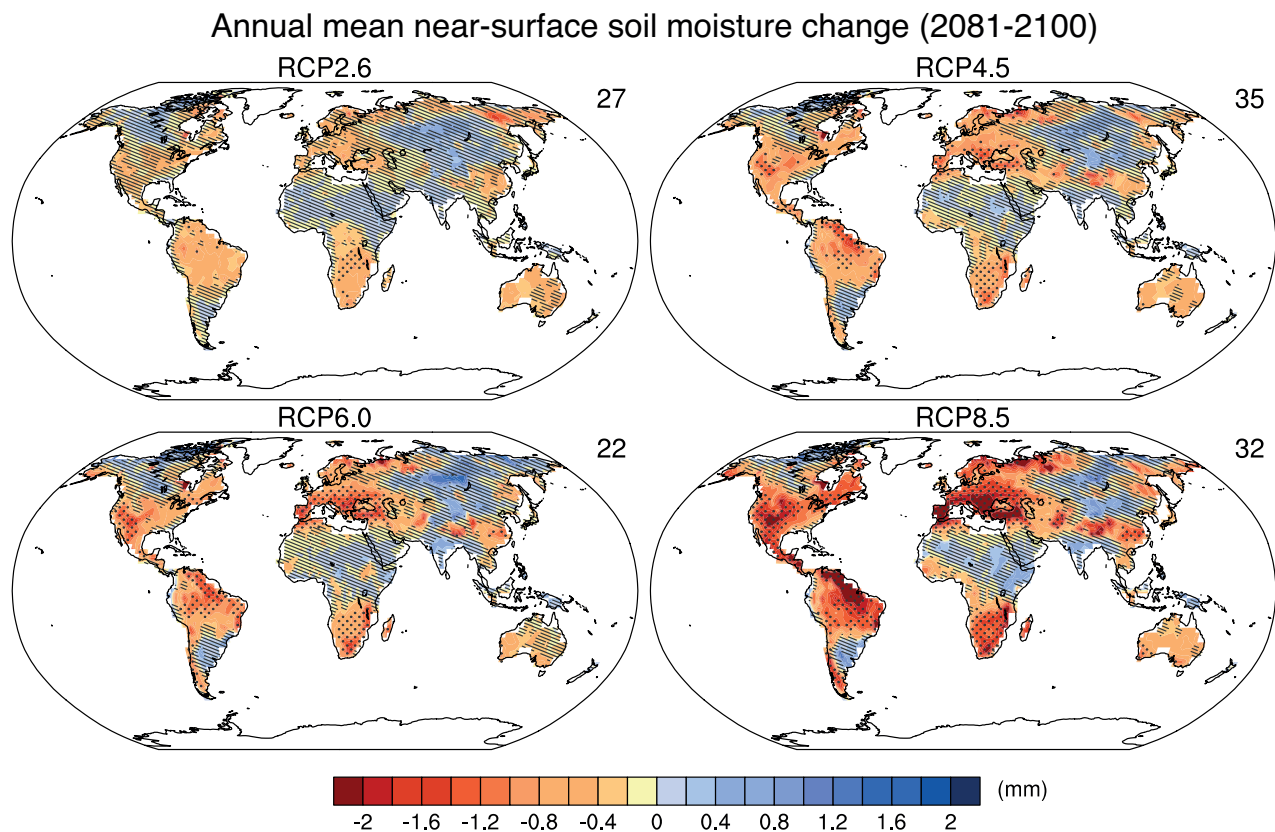 Annual mean near-surface soil moisture change (2081-2100)
RCP2.6
27
RCP4.5
35
RCP6.0
22
RCP8.5
32
-2 -1.6 -1.2 -0.8 -0.4 0 0.4 0.8 1.2 1.6 2 (mm)